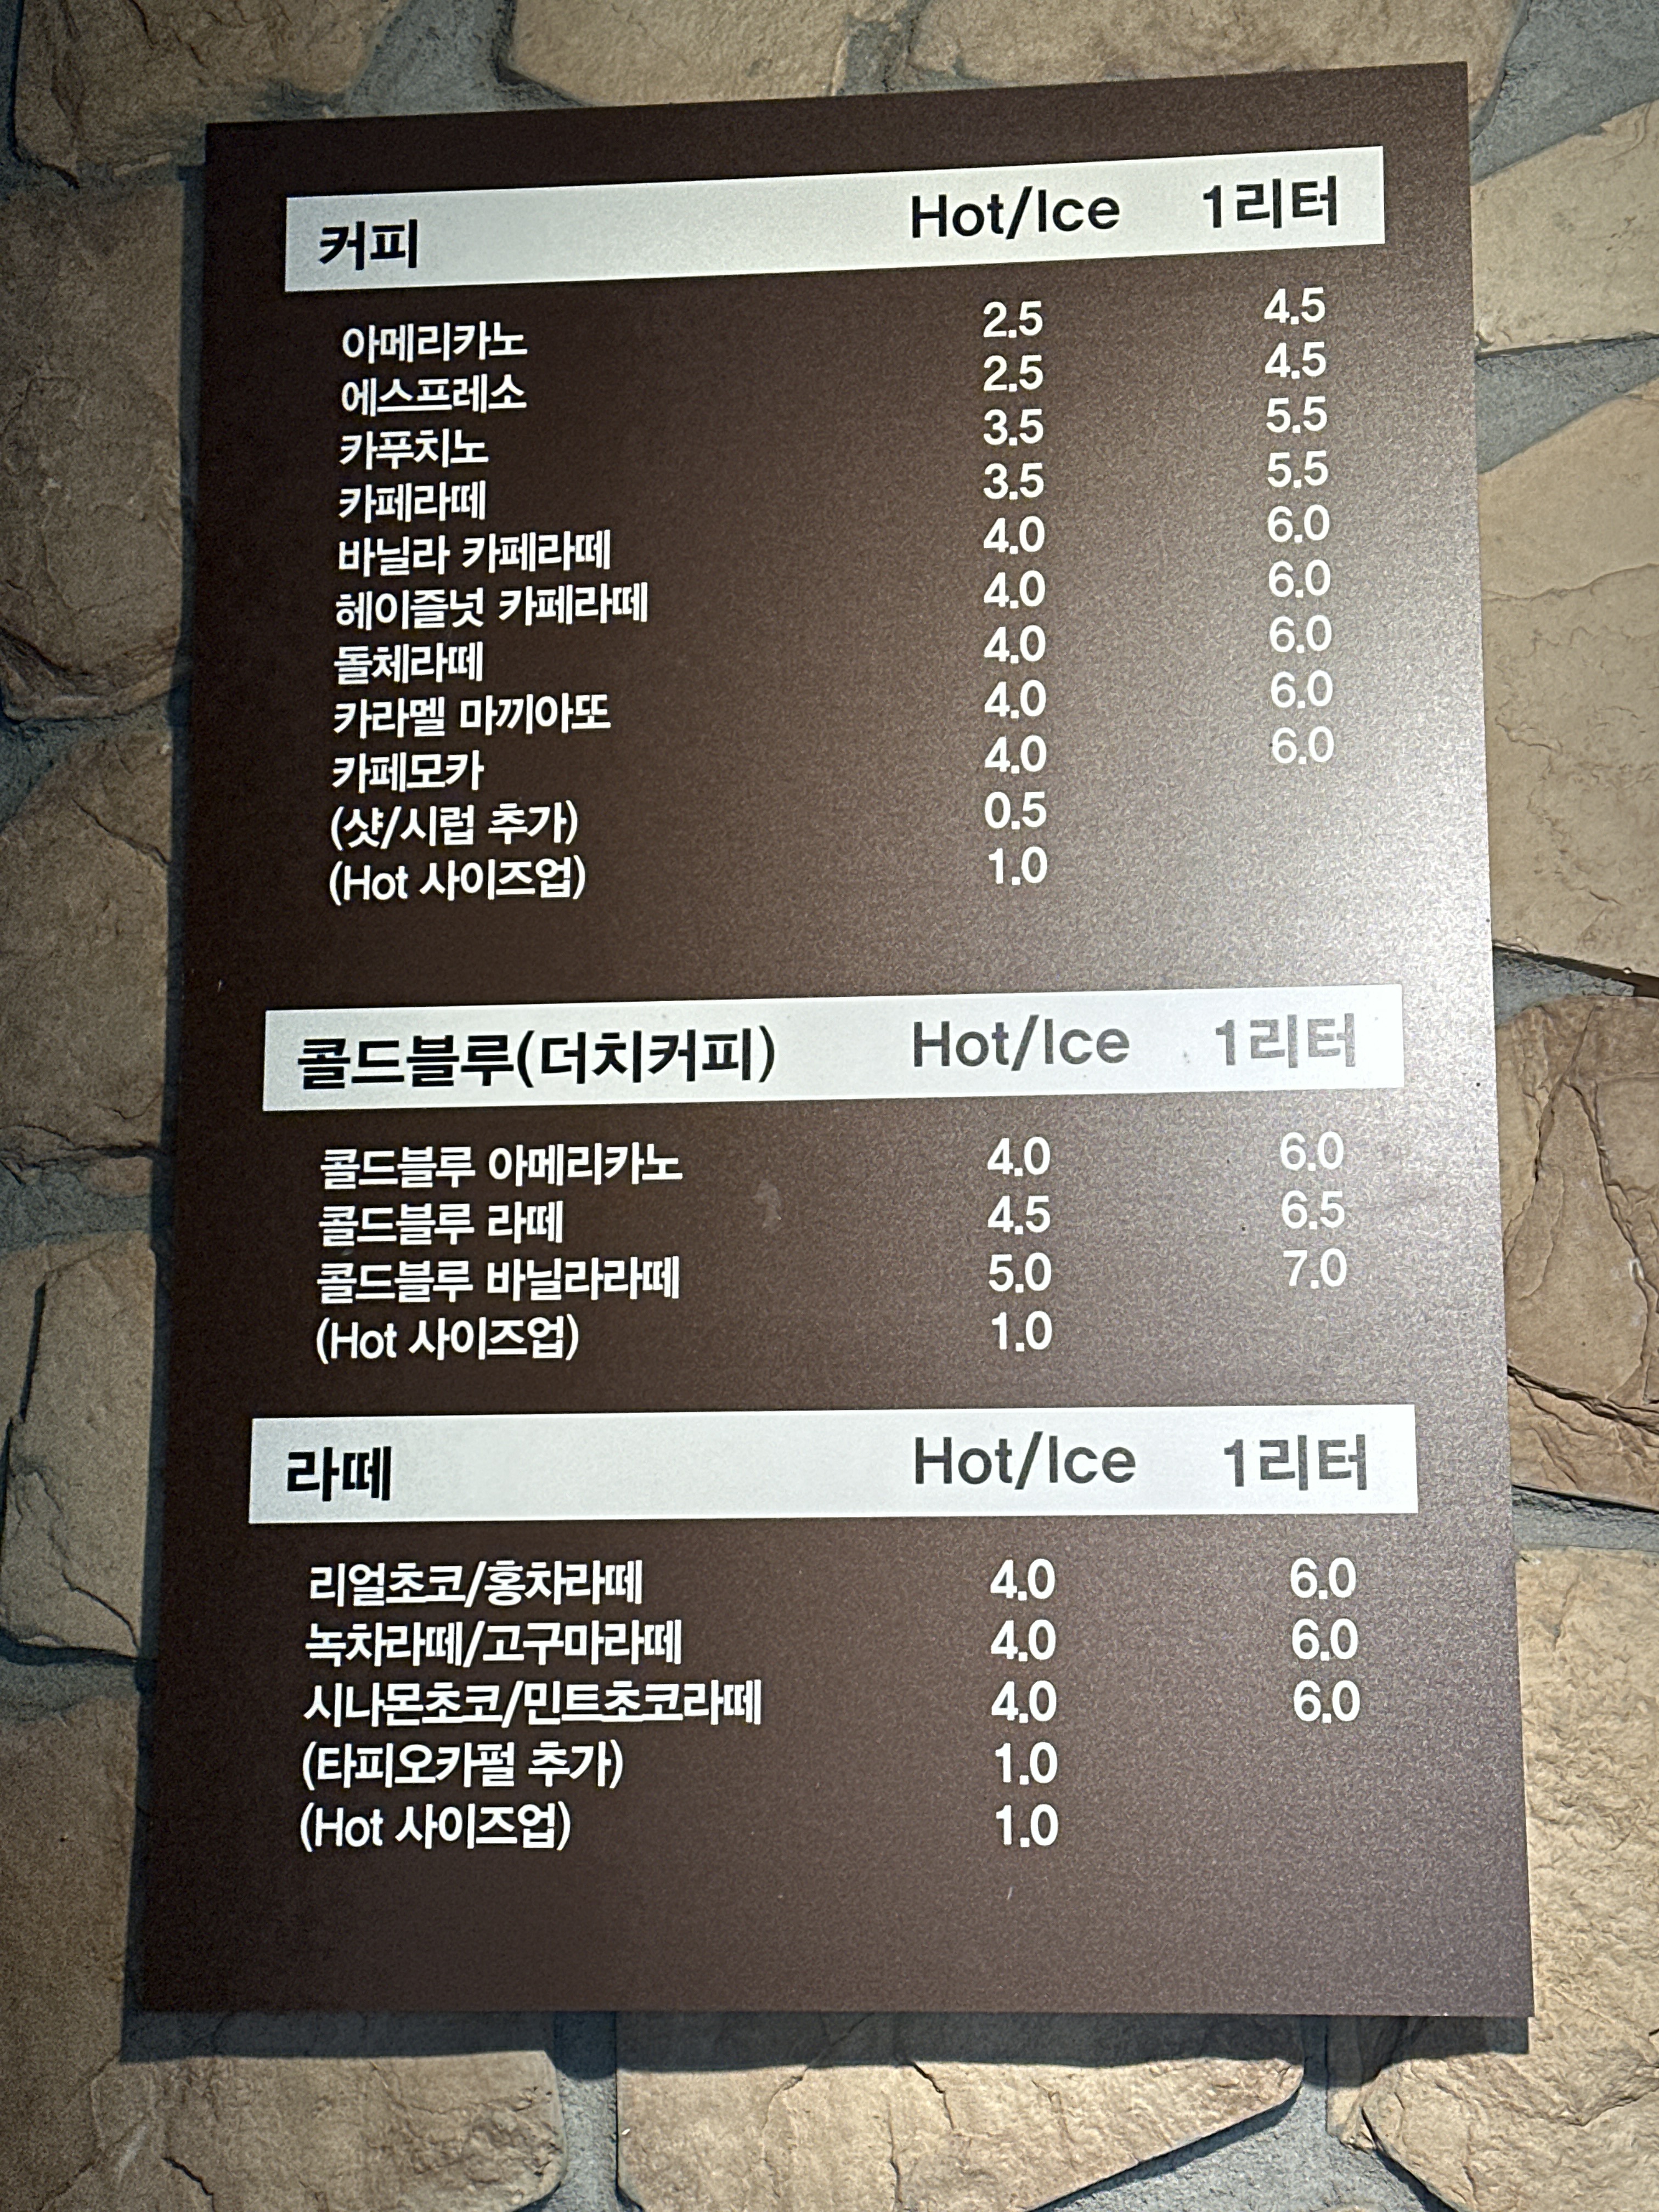 커피 Hot/Ice 1리터
아메리카노 2.5 4.5
에스프레소 2.5 4.5
카푸치노 3.5 5.5
카페라떼 3.5 5.5
바닐라 카페라떼 4.0 6.0
헤이즐넛 카페라떼 4.0 6.0
돌체라떼 4.0 6.0
카라멜 마끼아또 4.0 6.0
카페모카 4.0 6.0
(샷/시럽 추가) 0.5
(Hot 사이즈업) 1.0
콜드블루(더치커피) Hot/Ice 1리터
콜드블루 아메리카노 4.0 6.0
콜드블루 라떼 4.5 6.5
콜드블루 바닐라라떼 5.0 7.0
(Hot 사이즈업) 1.0
라떼 Hot/Ice 1리터
리얼초코/홍차라떼 4.0 6.0
녹차라떼/고구마라떼 4.0 6.0
시나몬초코/민트초코라떼 4.0 6.0
(타피오카펄 추가) 1.0
(Hot 사이즈업) 1.0